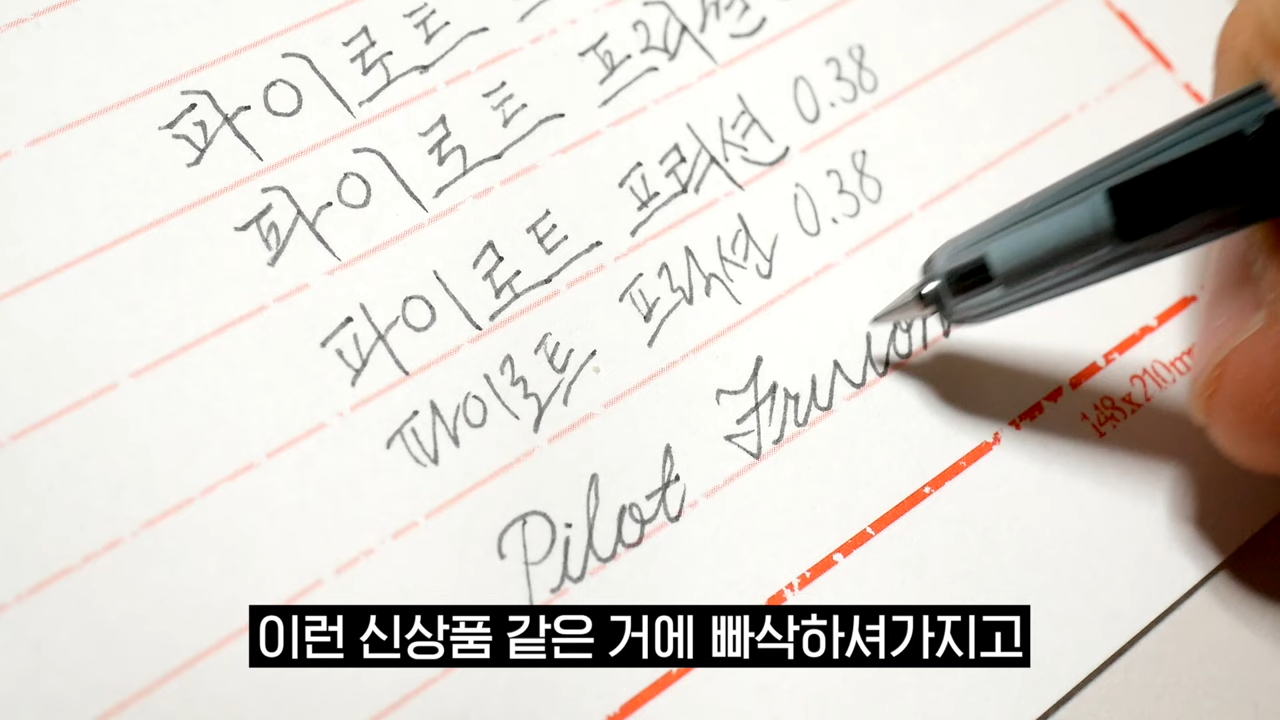 파이로트
파이로트 프릭션
파이로트 프릭션 0.38
파이로트 프릭션 0.38
Pilot Frixion
148x210mm
이런 신상품 같은 거에 빠삭하셔가지고